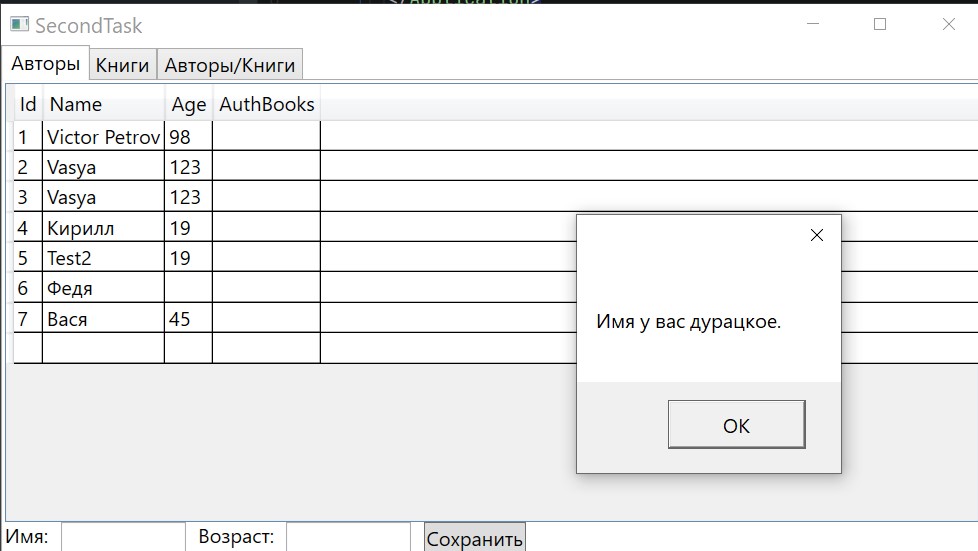 SecondTask
Авторы Книги Авторы/Книги
Id Name Age AuthBooks
1 Victor Petrov 98
2 Vasya 123
3 Vasya 123
4 Кирилл 19
5 Test2 19
6 Федя
7 Вася 45
Имя у вас дурацкое.
OK
Имя: Возраст: Сохранить